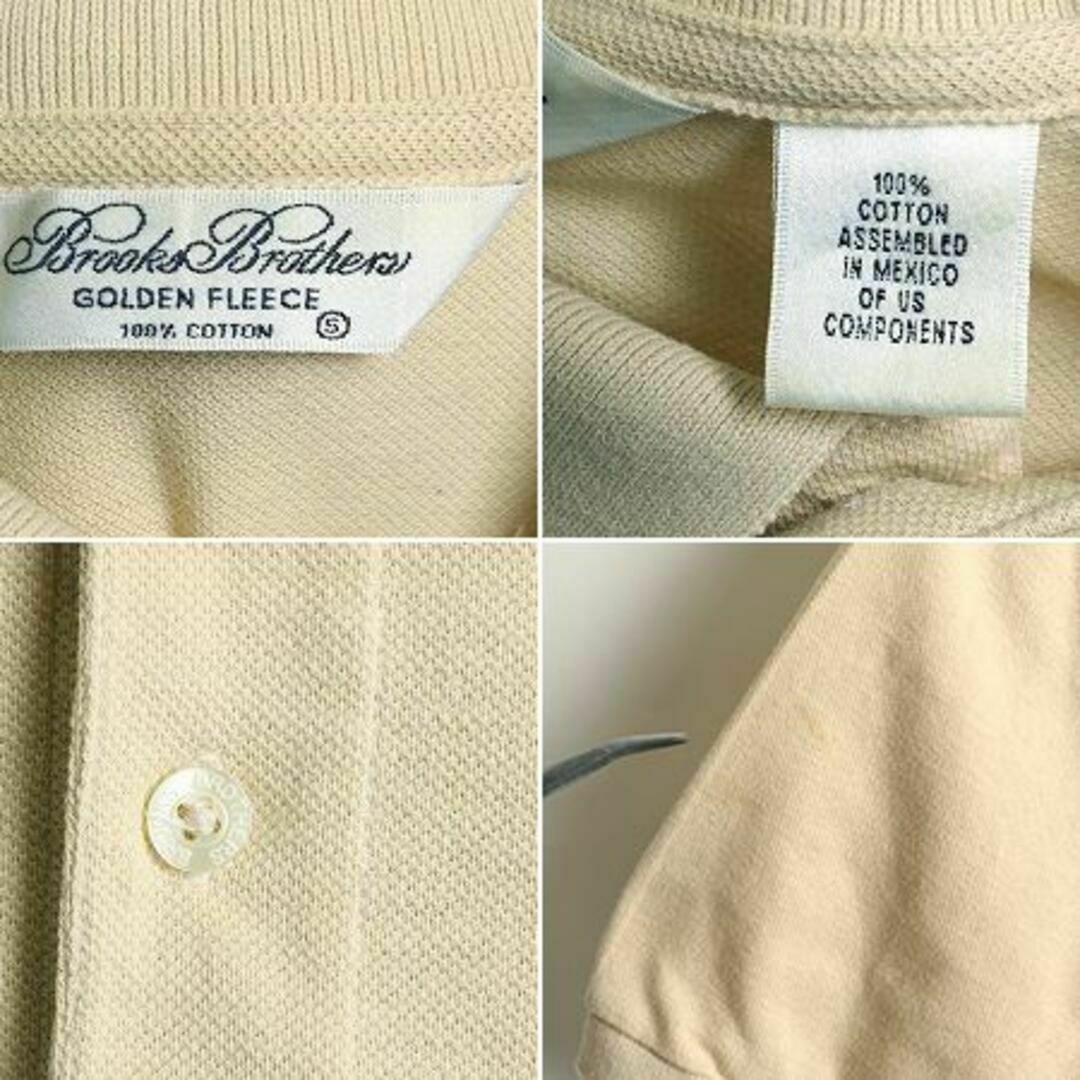 Brooks Brothers
GOLDEN FLEECE
100% COTTON Ⓢ
100%
COTTON
ASSEMBLED
IN MEXICO
OF US
COMPONENTS